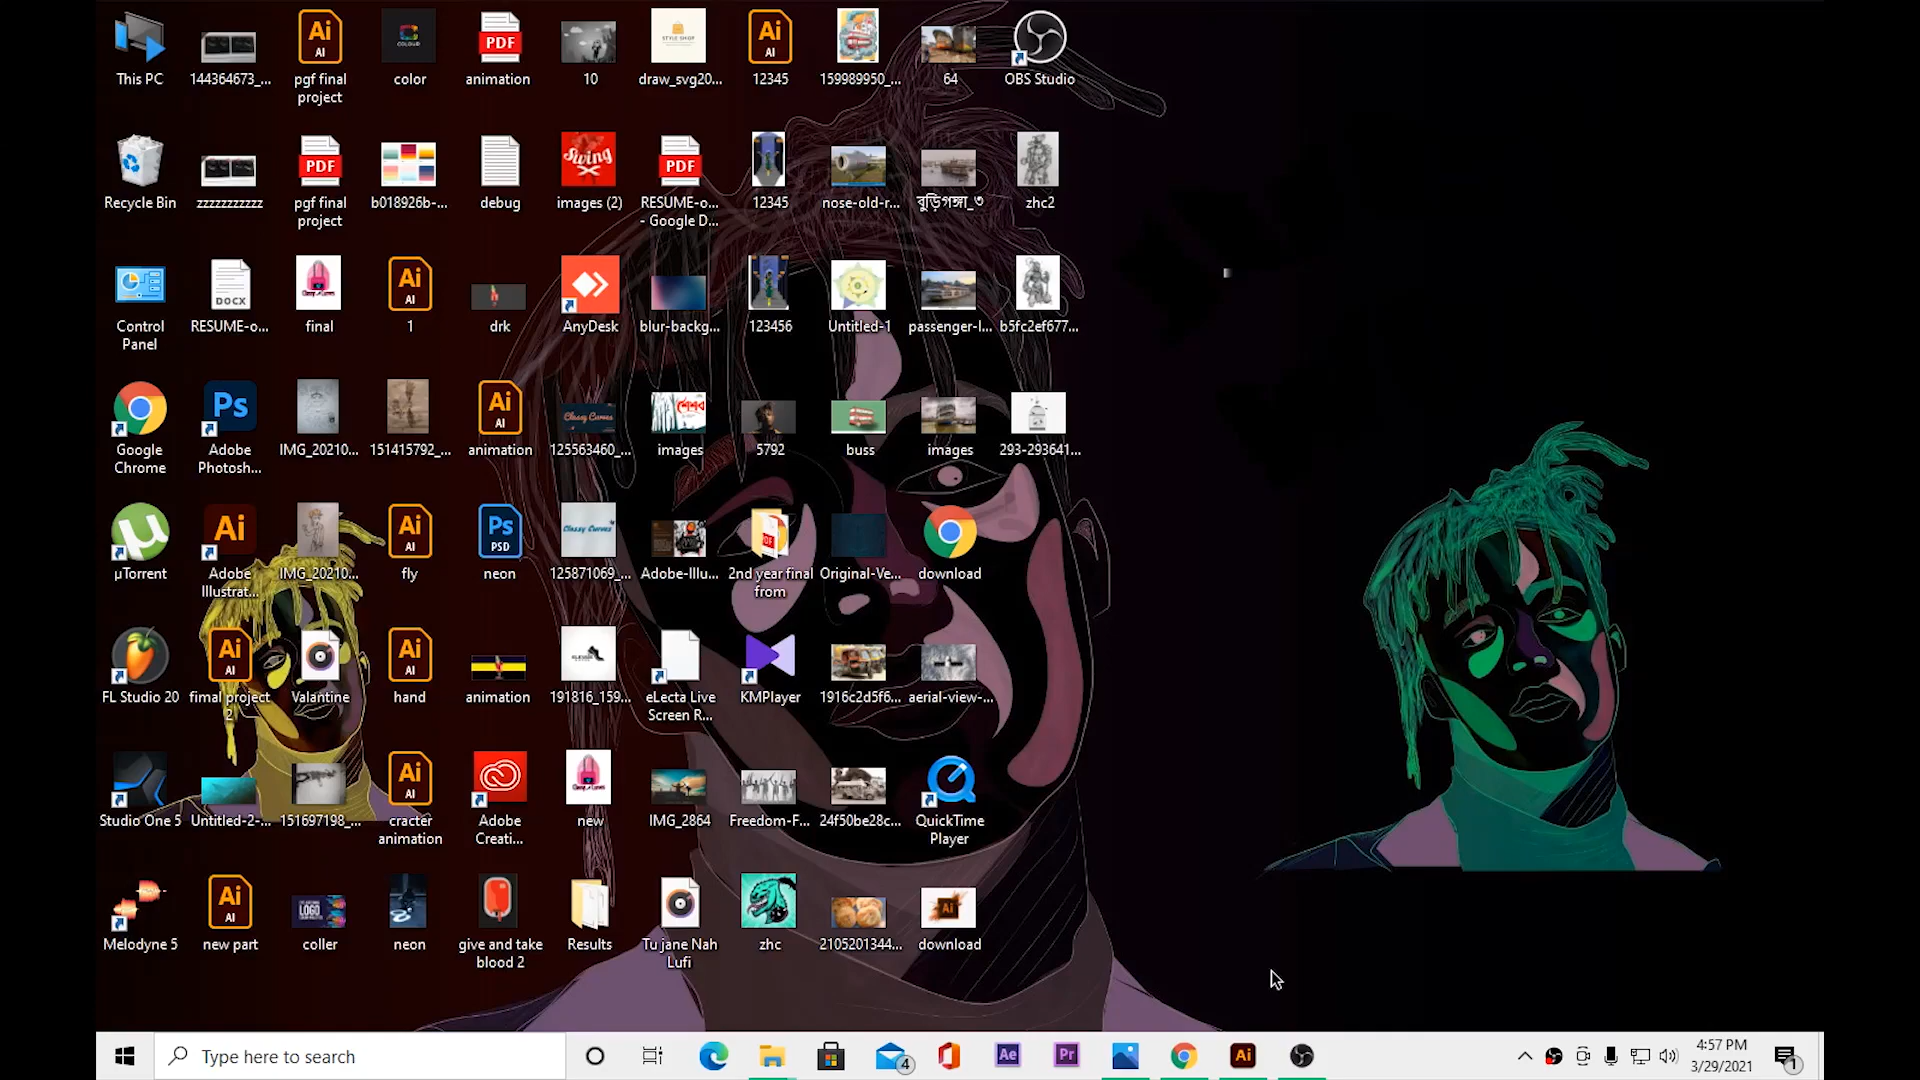 This PC
144364673_...
pgf final
project
color
animation
10
draw_svg20...
12345
159989950_...
64
OBS Studio
Recycle Bin
zzzzzzzzzzz
pgf final
project
b018926b-...
debug
images (2)
RESUME-o...
- Google D...
12345
nose-old-r...
বুড়িগঙ্গা_৩
zhc2
Control
Panel
RESUME-o...
final
1
drk
AnyDesk
blur-backg...
123456
Untitled-1
passenger-l...
b5fc2ef677...
Google
Chrome
Adobe
Photosh...
IMG_20210...
151415792_...
animation
125563460_...
images
5792
buss
images
293-293641...
µTorrent
Adobe
Illustrat...
IMG_20210...
fly
neon
125871069_...
Adobe-Illu...
2nd year final
from
Original-Ve...
download
FL Studio 20
fimal project
2
Valantine
hand
animation
191816_159...
eLecta Live
Screen R...
KMPlayer
1916c2d5f6...
aerial-view-...
Studio One 5
Untitled-2-...
151697198_...
cracter
animation
Adobe
Creati...
new
IMG_2864
Freedom-F...
24f50be28c...
QuickTime
Player
Melodyne 5
new part
coller
neon
give and take
blood 2
Results
Tu jane Nah
Lufi
zhc
2105201344...
download
Type here to search
4
Ae
Pr
Ai
4:57 PM
3/29/2021
1